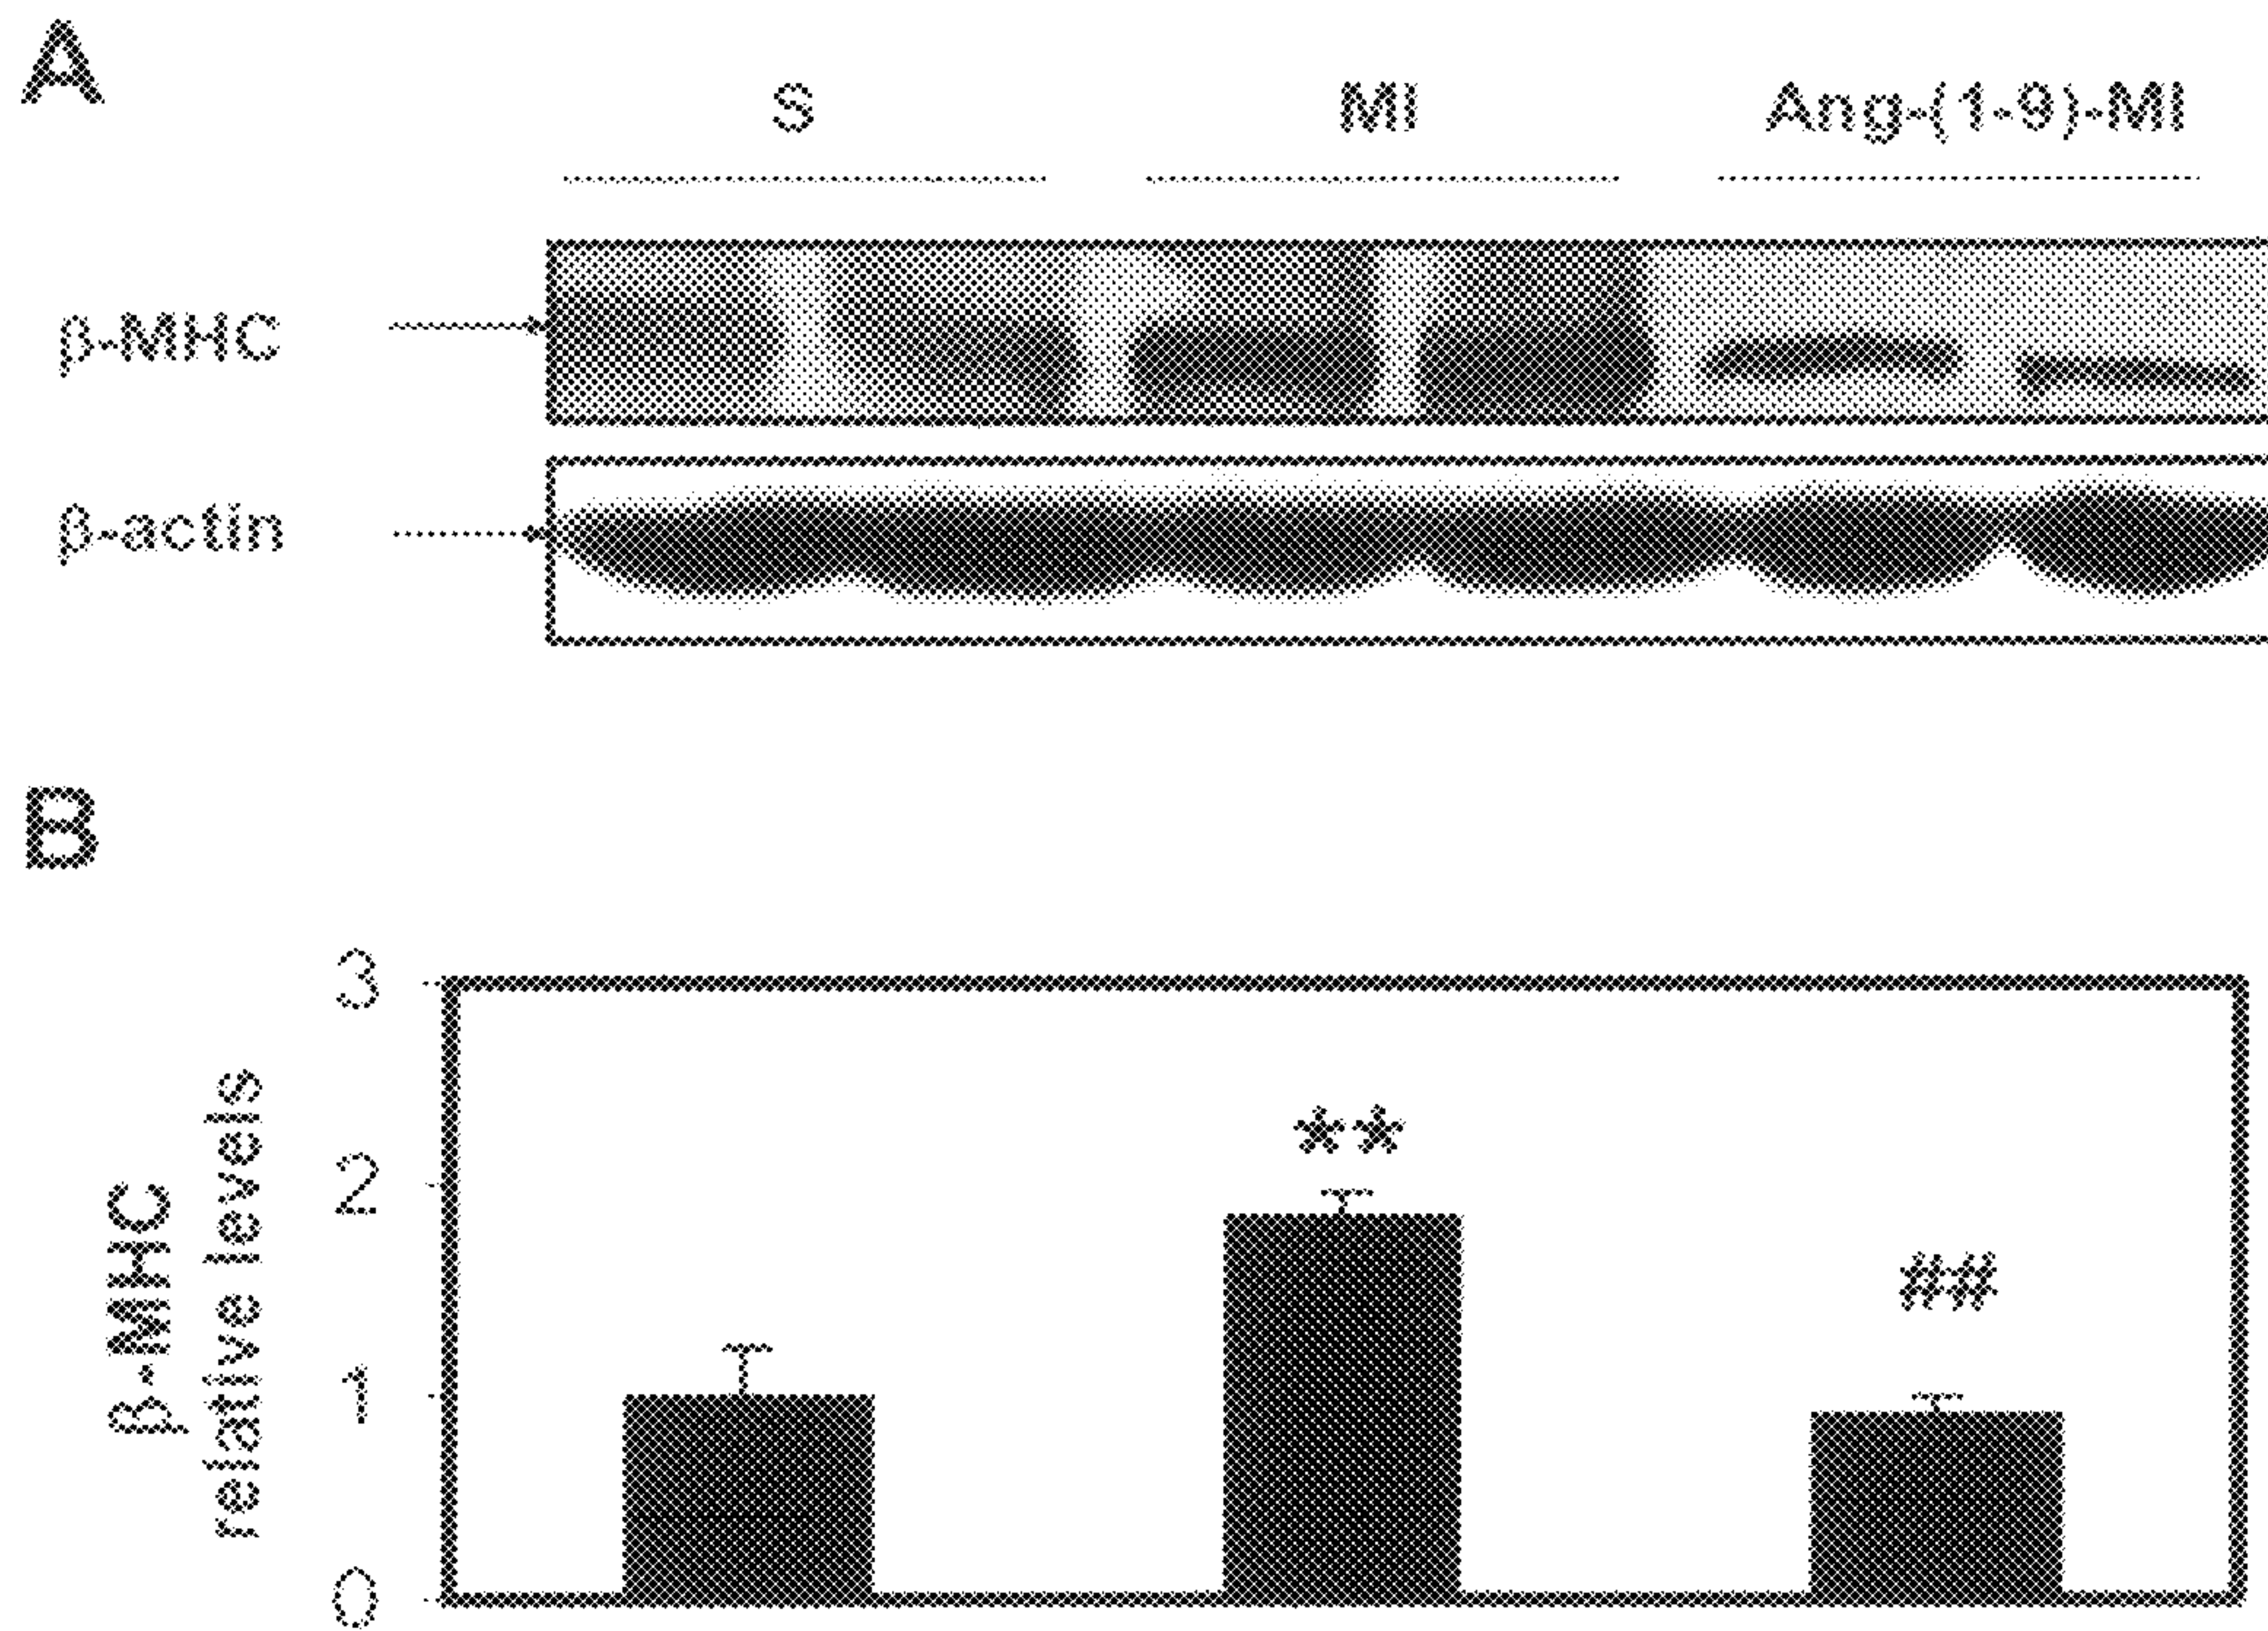 A
S MI Ang-(1-9)-MI
β-MHC
β-actin
B
3
**
2
##
1
0
β-MHC
relative levels